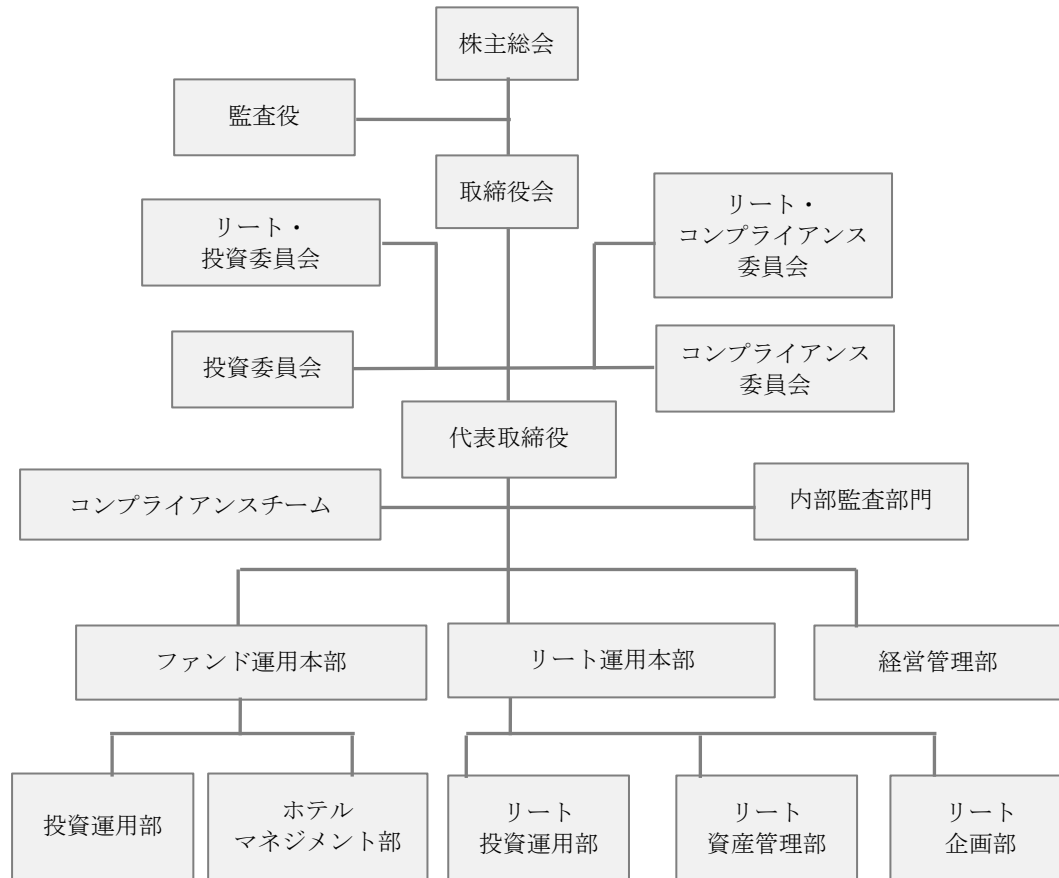 株主総会
監査役
取締役会
リート・
投資委員会
リート・
コンプライアンス
委員会
投資委員会
コンプライアンス
委員会
代表取締役
コンプライアンスチーム
内部監査部門
ファンド運用本部
リート運用本部
経営管理部
投資運用部
ホテル
マネジメント部
リート
投資運用部
リート
資産管理部
リート
企画部